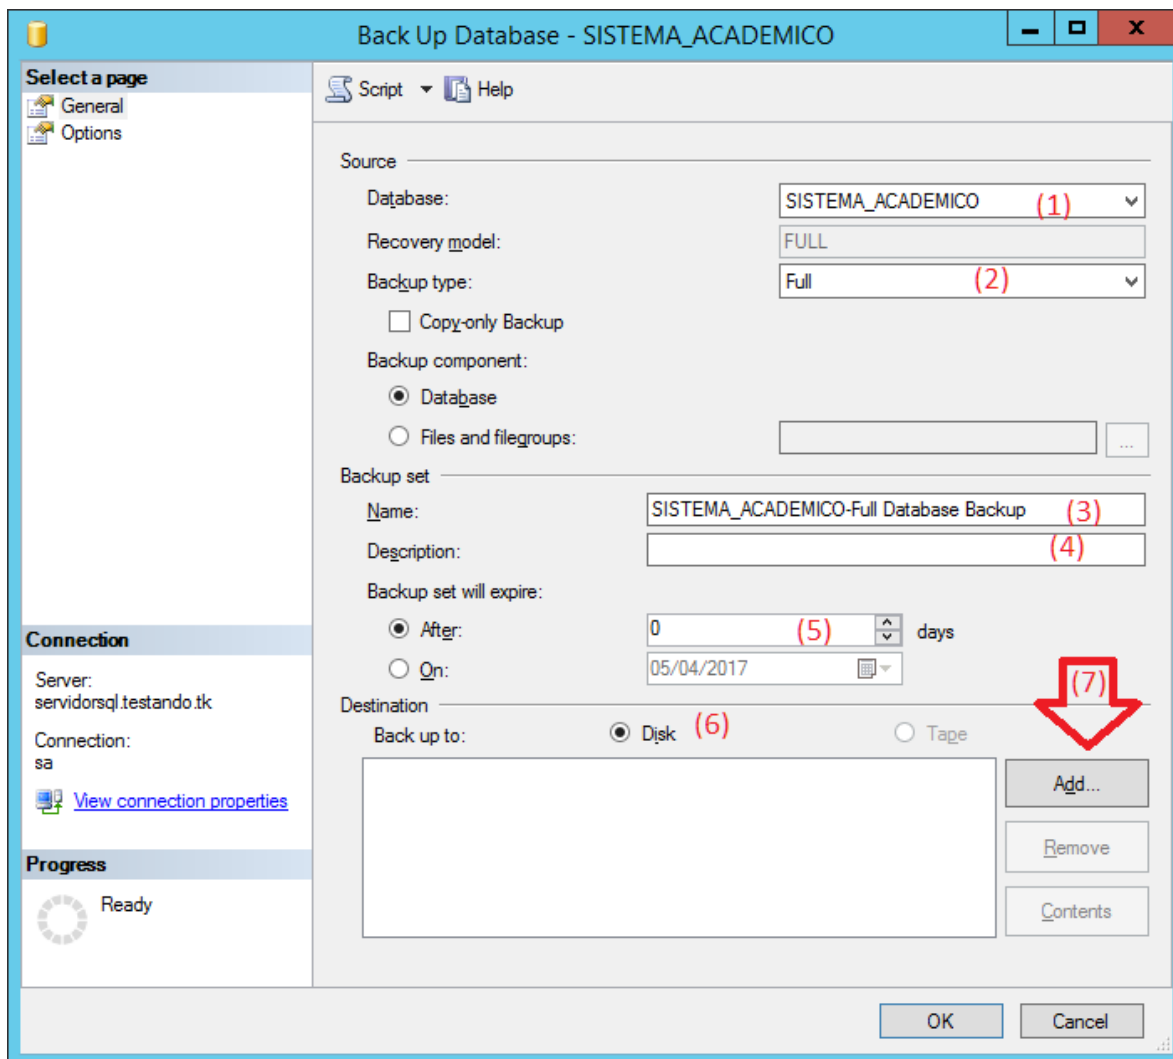 Back Up Database - SISTEMA_ACADEMICO
Select a page
General
Options
Script
Help
Source
Database:
SISTEMA_ACADEMICO (1)
Recovery model:
FULL
Backup type:
Full (2)
Copy-only Backup
Backup component:
Database
Files and filegroups:
...
Backup set
Name:
SISTEMA_ACADEMICO-Full Database Backup (3)
Description:
(4)
Backup set will expire:
After:
0 (5) days
On:
05/04/2017
Destination
Back up to:
Disk (6)
Tape
(7)
Add...
Remove
Contents
Connection
Server:
servidorsql.testando.tk
Connection:
sa
View connection properties
Progress
Ready
OK
Cancel